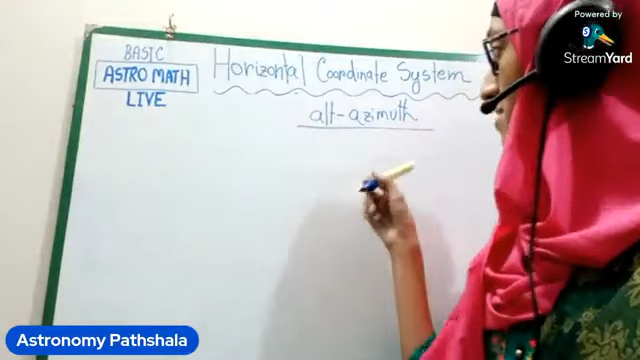 Powered by
StreamYard
BASIC
ASTRO MATH
LIVE
Horizontal Coordinate System
alt-azimuth
Astronomy Pathshala